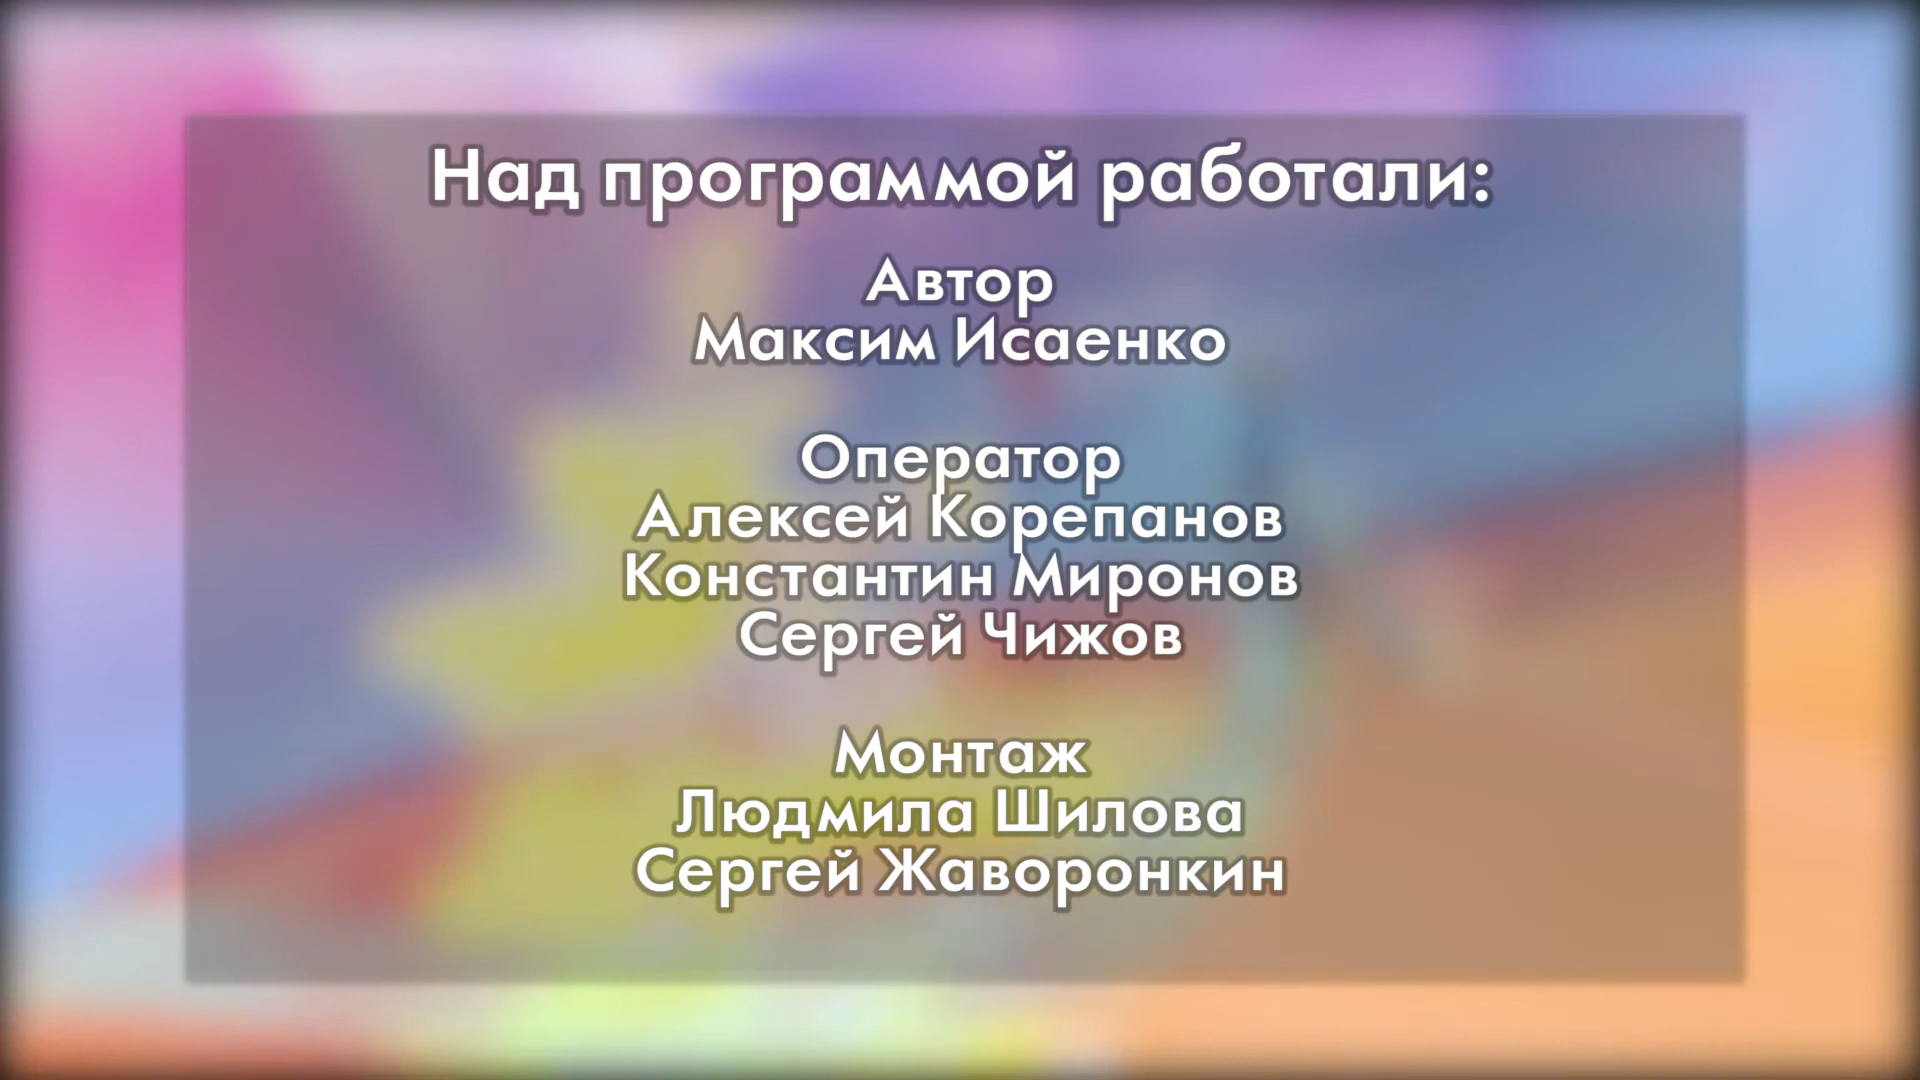 Над программой работали:
Автор
Максим Исаенко
Оператор
Алексей Корепанов
Константин Миронов
Сергей Чижов
Монтаж
Людмила Шилова
Сергей Жаворонкин